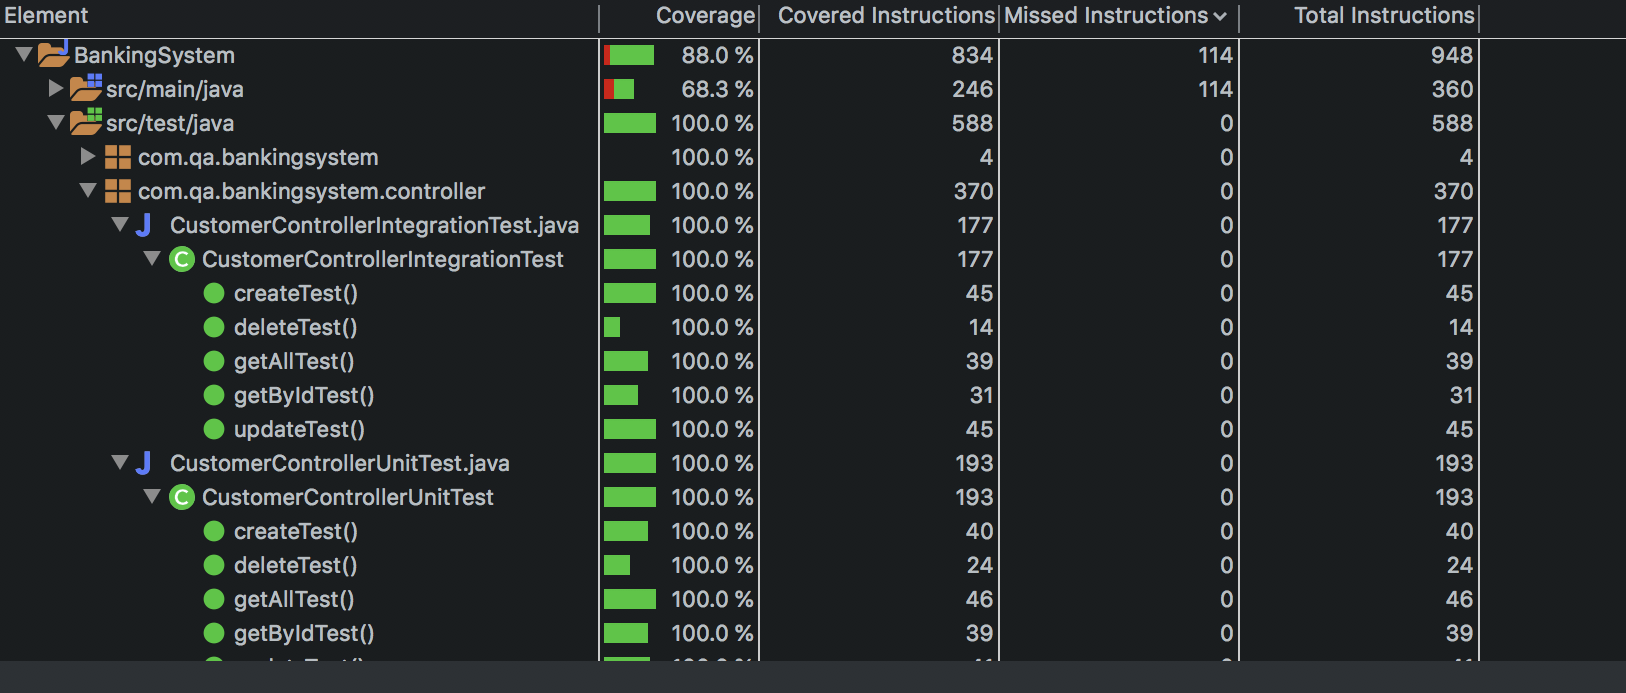 Element Coverage Covered Instructions Missed Instructions Total Instructions
BankingSystem 88.0 % 834 114 948
src/main/java 68.3 % 246 114 360
src/test/java 100.0 % 588 0 588
com.qa.bankingsystem 100.0 % 4 0 4
com.qa.bankingsystem.controller 100.0 % 370 0 370
J CustomerControllerIntegrationTest.java 100.0 % 177 0 177
C CustomerControllerIntegrationTest 100.0 % 177 0 177
createTest() 100.0 % 45 0 45
deleteTest() 100.0 % 14 0 14
getAllTest() 100.0 % 39 0 39
getByIdTest() 100.0 % 31 0 31
updateTest() 100.0 % 45 0 45
J CustomerControllerUnitTest.java 100.0 % 193 0 193
C CustomerControllerUnitTest 100.0 % 193 0 193
createTest() 100.0 % 40 0 40
deleteTest() 100.0 % 24 0 24
getAllTest() 100.0 % 46 0 46
getByIdTest() 100.0 % 39 0 39